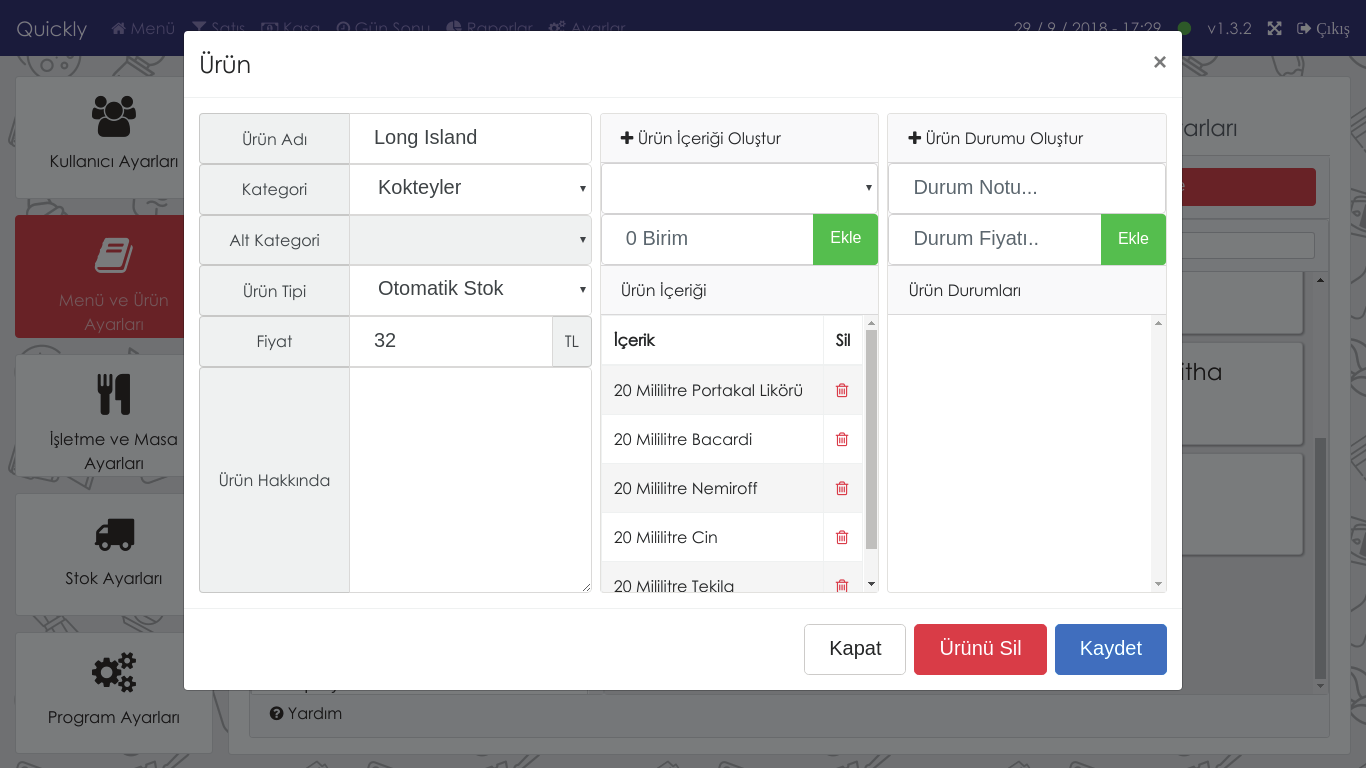 Quickly Menü Satış Kasa Gün Sonu Raporlar Ayarlar 29 / 9 / 2018 - 17:29 v1.3.2 Çıkış
Ürün ×
Kullanıcı Ayarları
Menü ve Ürün
Ayarları
İşletme ve Masa
Ayarları
Stok Ayarları
Program Ayarları
Ürün Adı Long Island
Kategori Kokteyler
Alt Kategori
Ürün Tipi Otomatik Stok
Fiyat 32 TL
Ürün Hakkında
Ürün İçeriği Oluştur
0 Birim Ekle
Ürün İçeriği
İçerik Sil
20 Mililitre Portakal Likörü
20 Mililitre Bacardi
20 Mililitre Nemiroff
20 Mililitre Cin
20 Mililitre Tekila
Ürün Durumu Oluştur
Durum Notu...
Durum Fiyatı.. Ekle
Ürün Durumları
Kapat Ürünü Sil Kaydet
Yardım